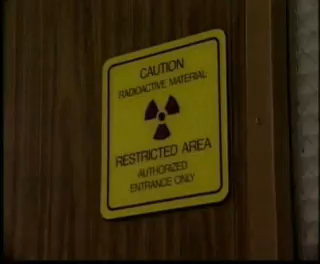 CAUTION
RADIOACTIVE MATERIAL
RESTRICTED AREA
AUTHORIZED
ENTRANCE ONLY